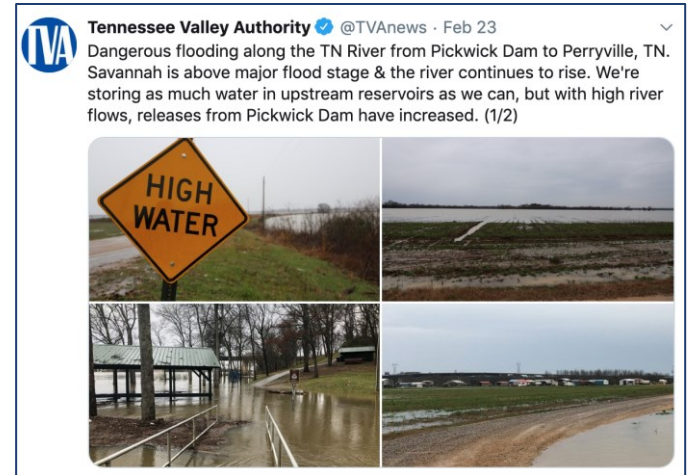 TVA
Tennessee Valley Authority @TVAnews · Feb 23
Dangerous flooding along the TN River from Pickwick Dam to Perryville, TN.
Savannah is above major flood stage & the river continues to rise. We're
storing as much water in upstream reservoirs as we can, but with high river
flows, releases from Pickwick Dam have increased. (1/2)
HIGH
WATER